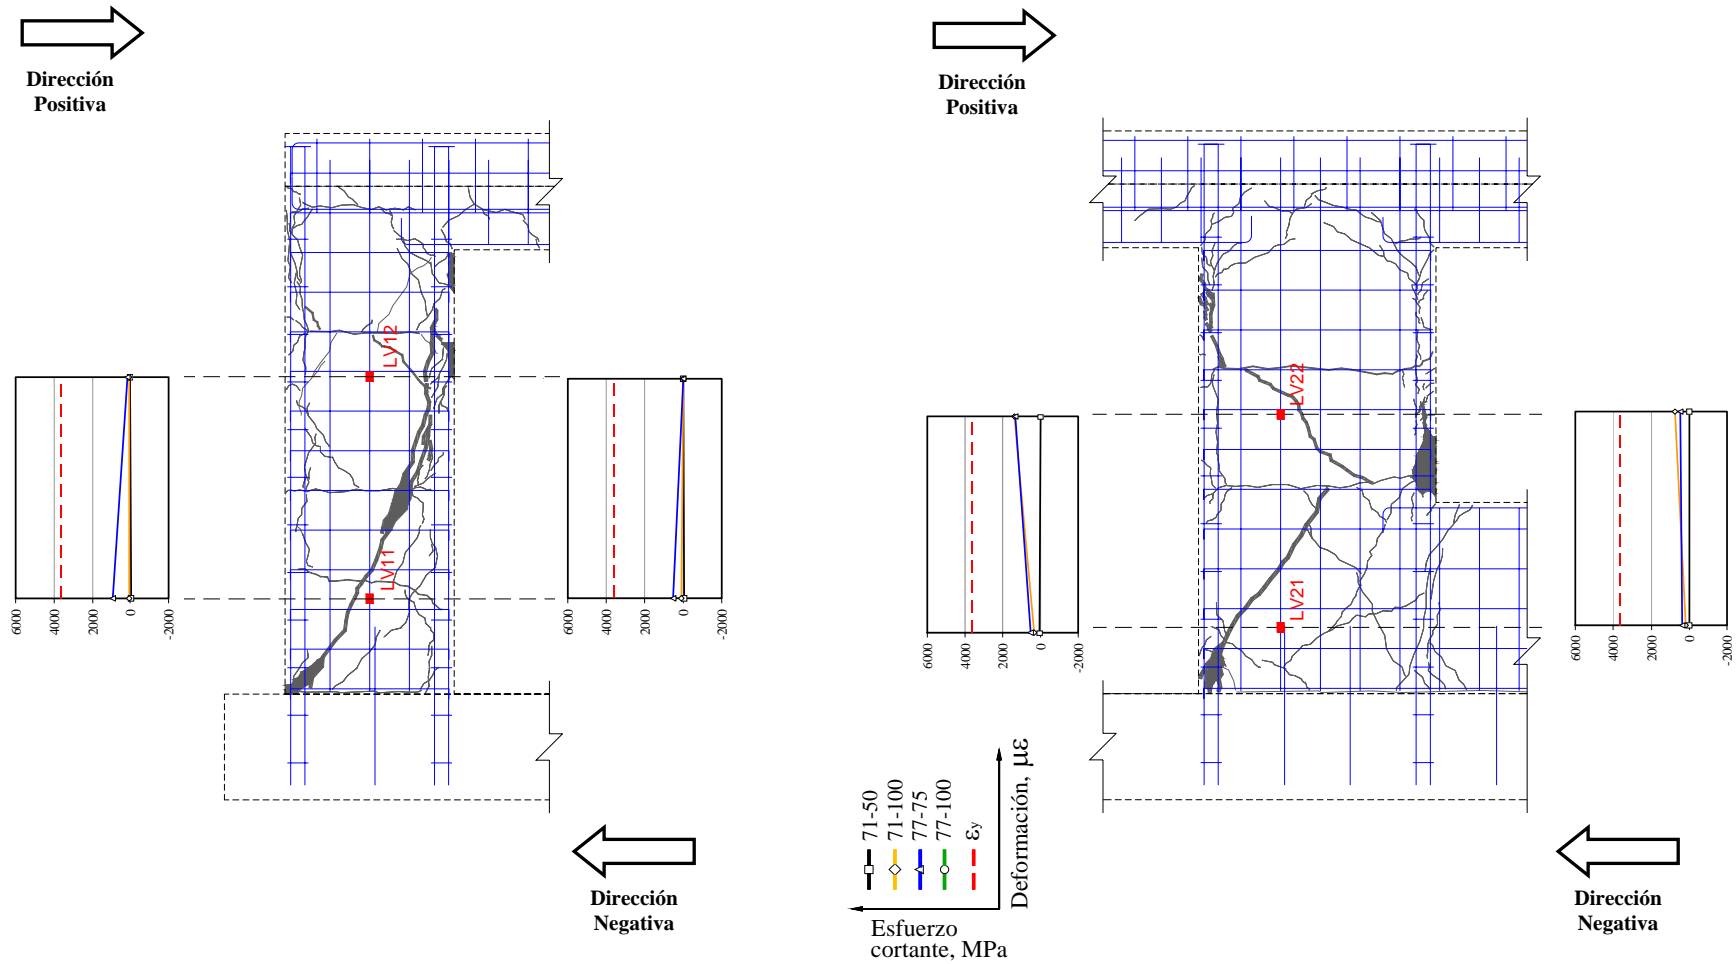 Dirección
Positiva
Dirección
Positiva
LV12
LV11
LV22
LV21
6000
4000
2000
0
-2000
6000
4000
2000
0
-2000
6000
4000
2000
0
-2000
6000
4000
2000
0
-2000
71-50
71-100
77-75
77-100
εy
Deformación, µε
Esfuerzo
cortante, MPa
Dirección
Negativa
Dirección
Negativa